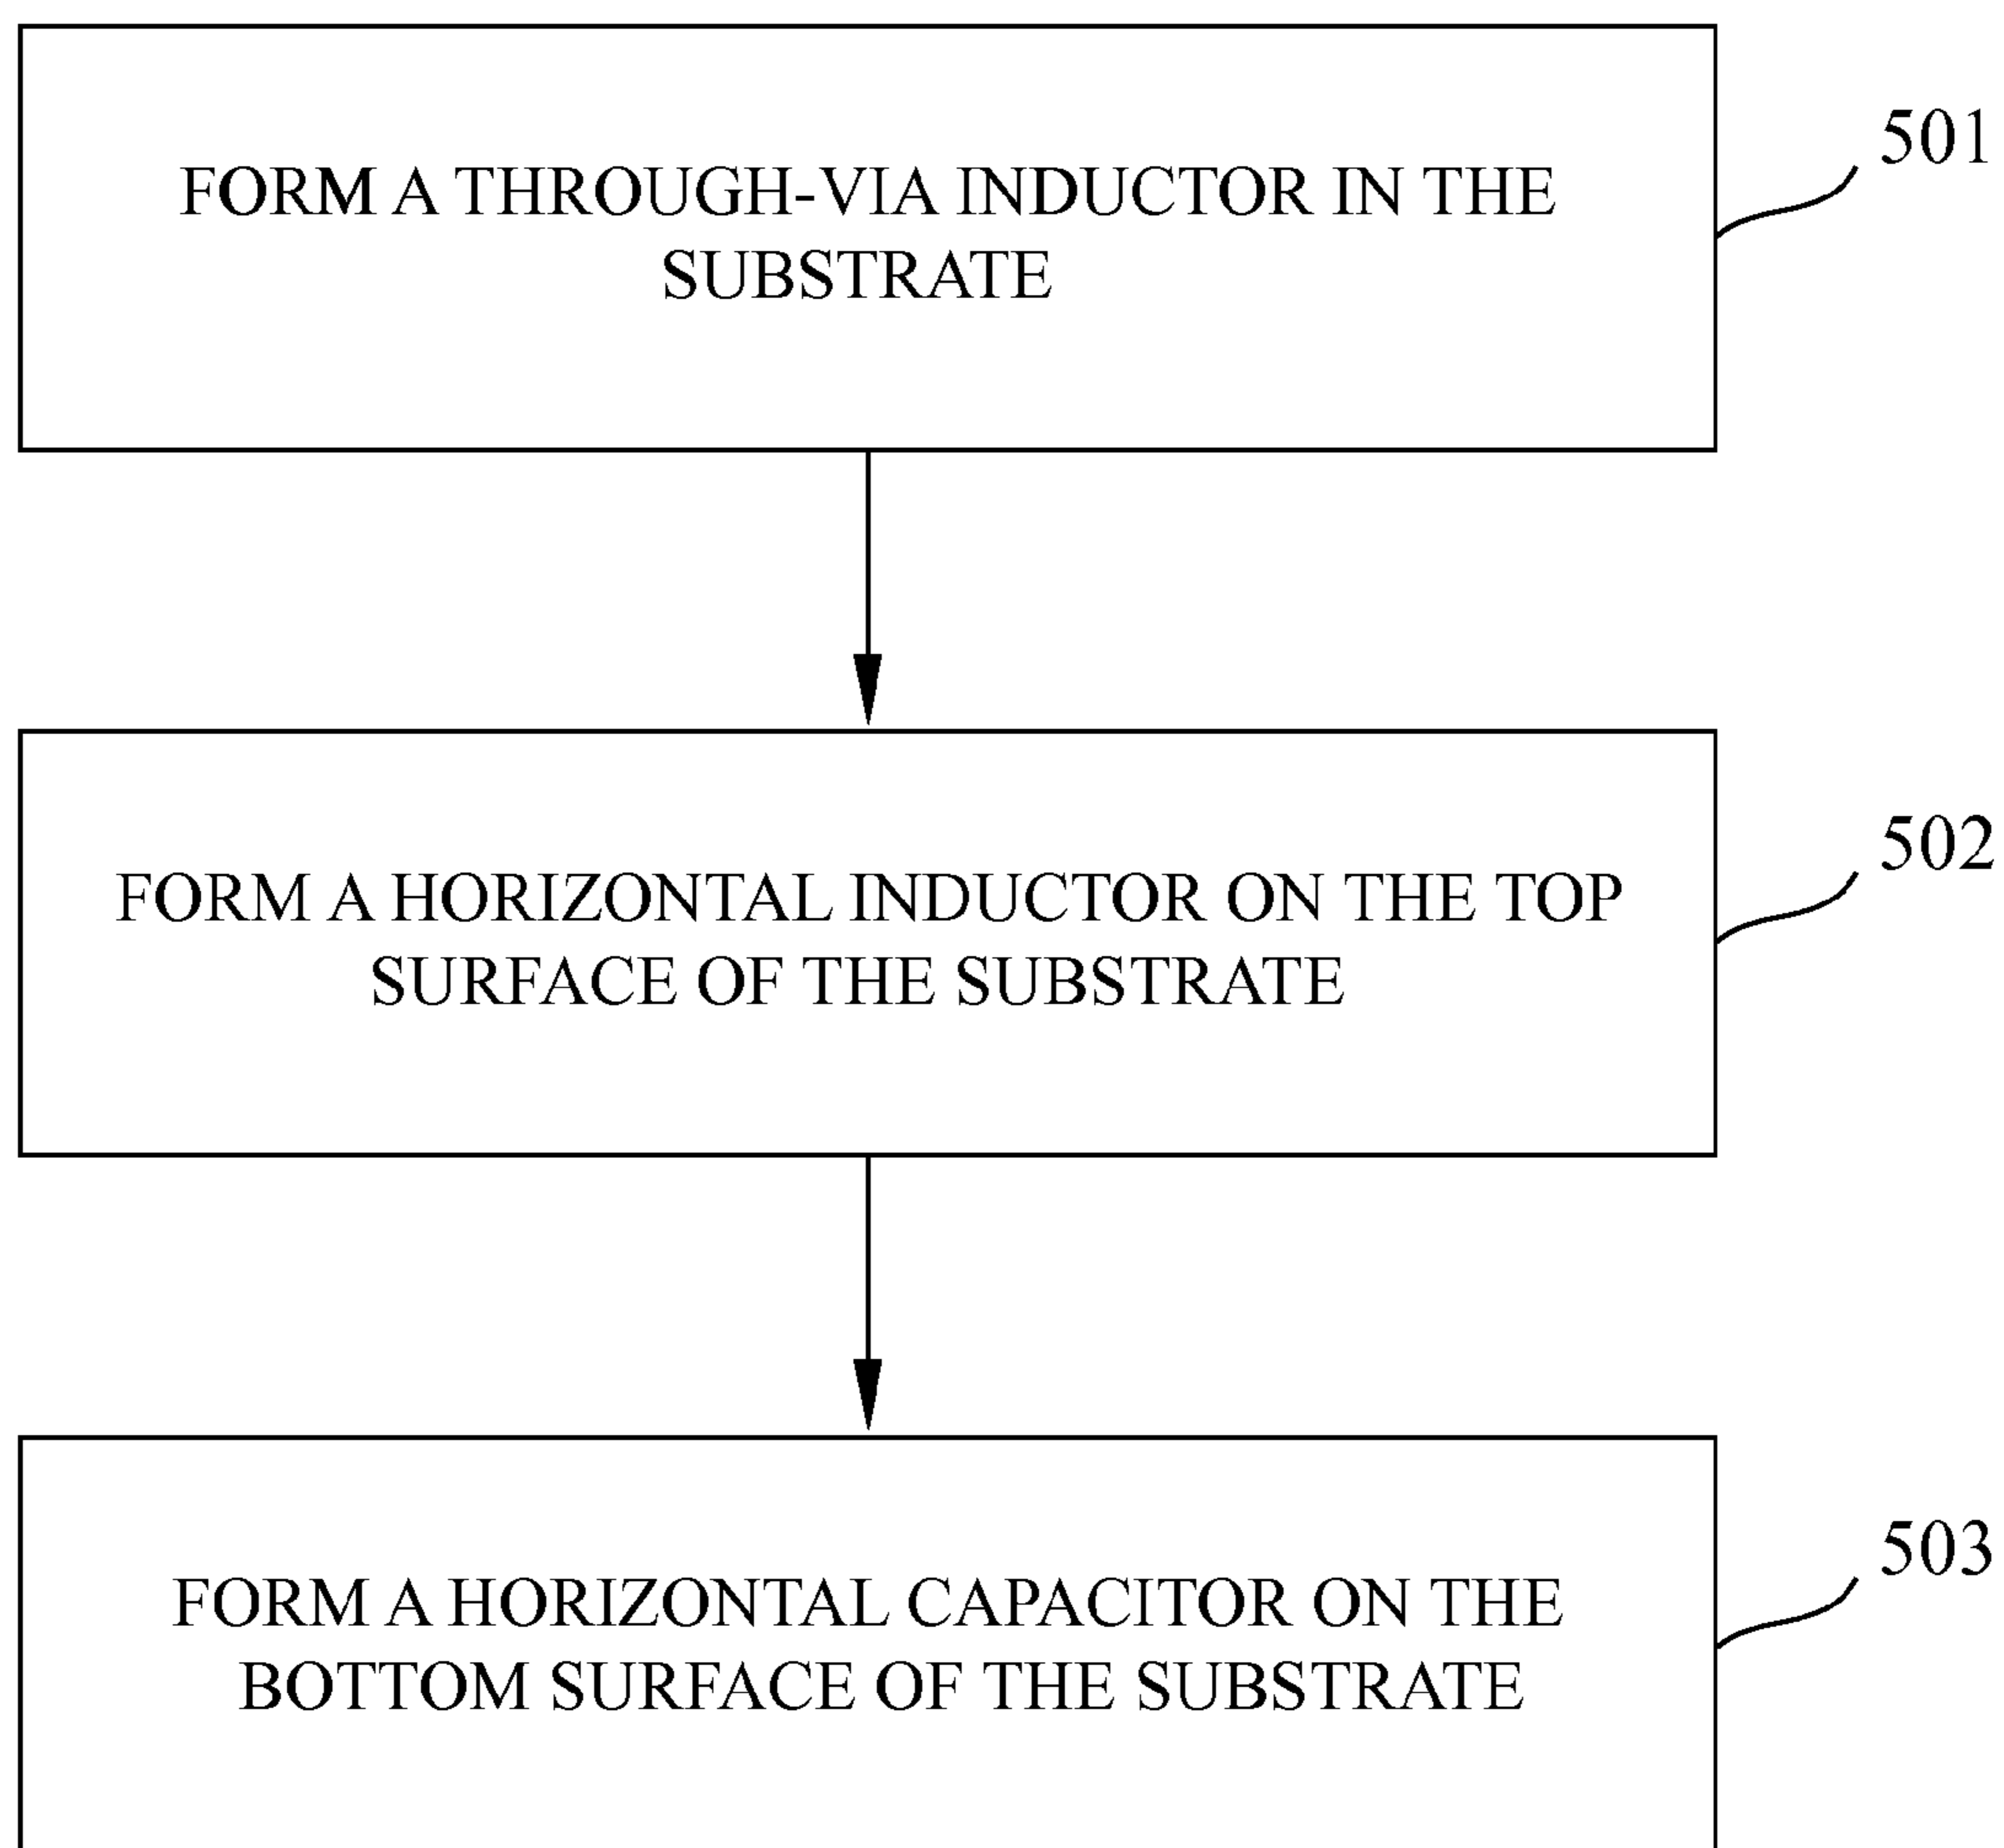 FORM A THROUGH-VIA INDUCTOR IN THE
SUBSTRATE
501
FORM A HORIZONTAL INDUCTOR ON THE TOP
SURFACE OF THE SUBSTRATE
502
FORM A HORIZONTAL CAPACITOR ON THE
BOTTOM SURFACE OF THE SUBSTRATE
503